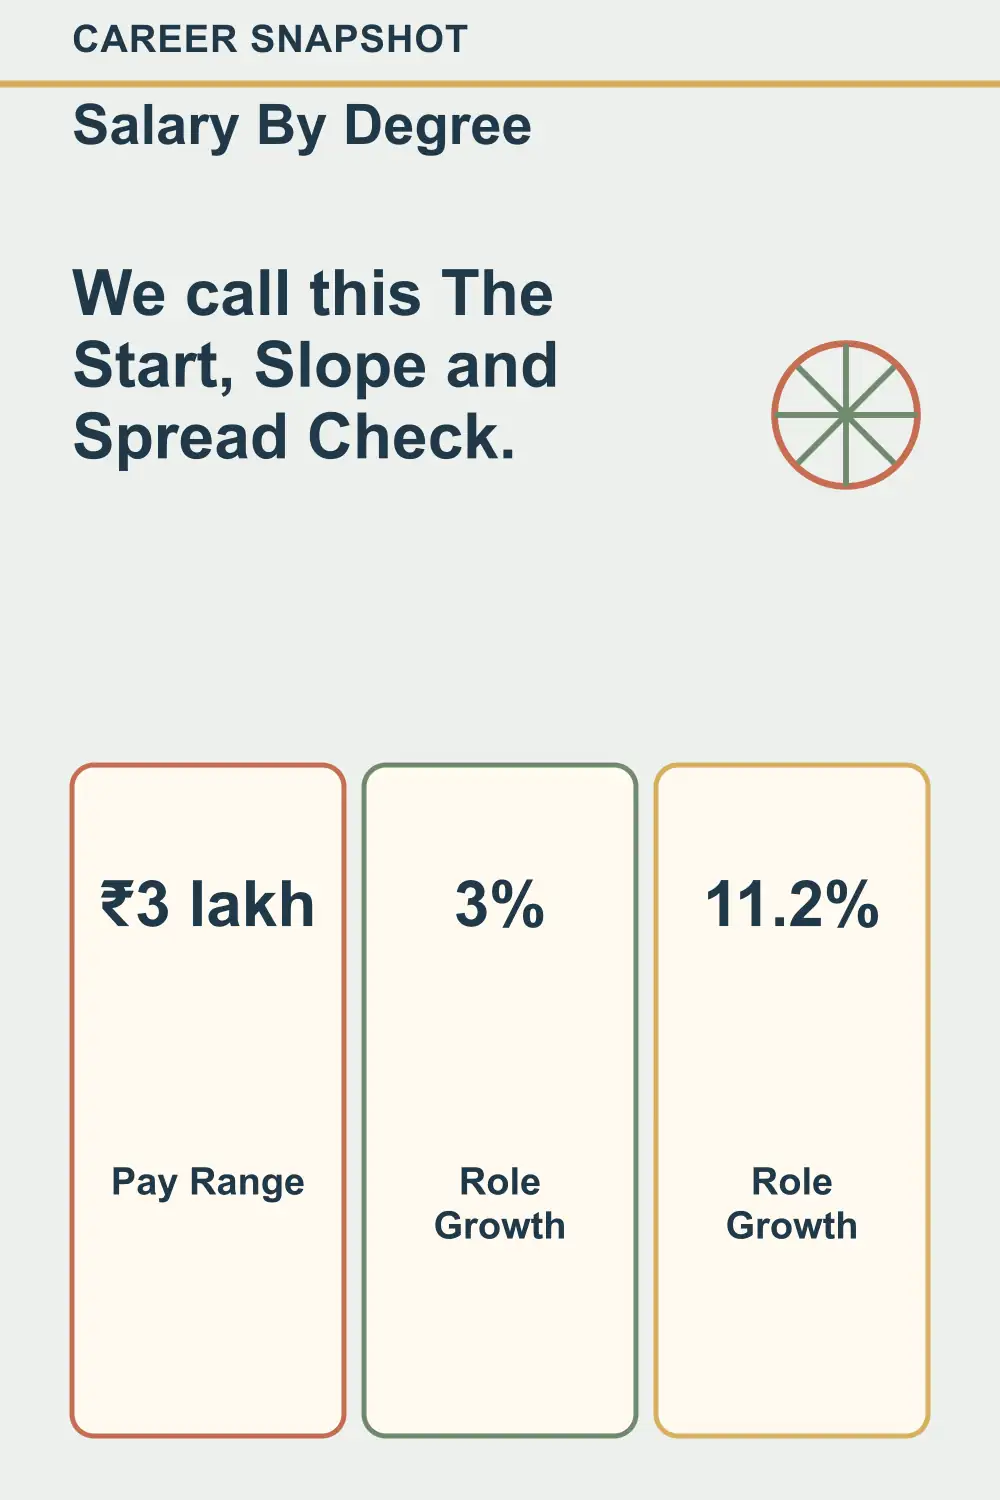 CAREER SNAPSHOT
Salary By Degree
We call this The
Start, Slope and
Spread Check.
₹3 lakh
Pay Range
3%
Role
Growth
11.2%
Role
Growth